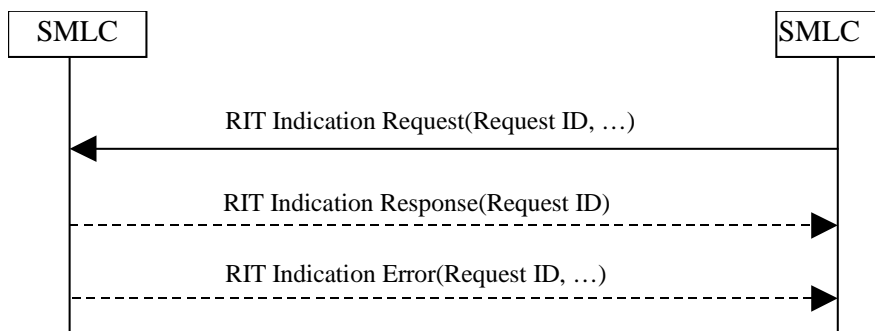 SMLC
SMLC
RIT Indication Request(Request ID, …)
RIT Indication Response(Request ID)
RIT Indication Error(Request ID, …)